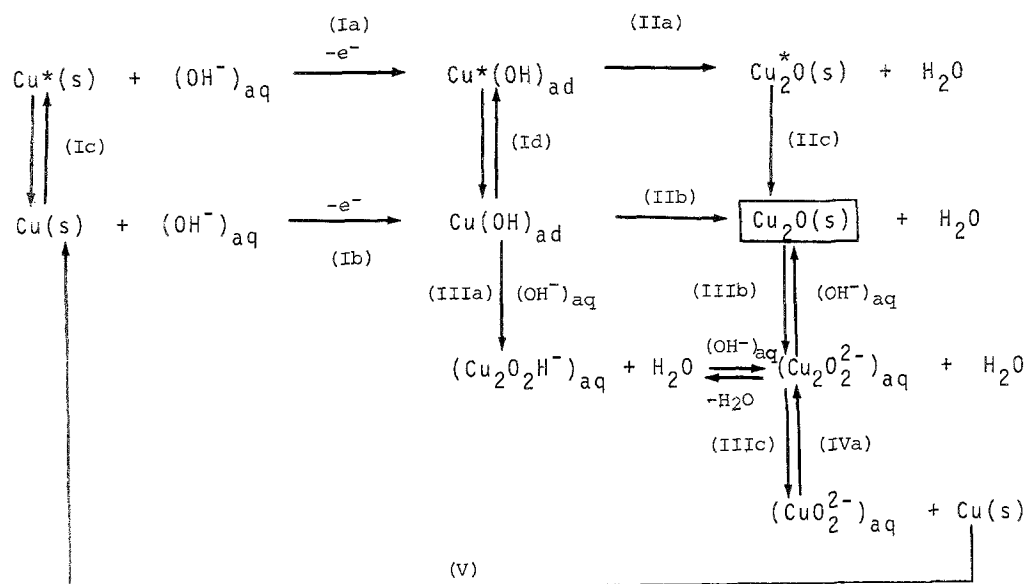 (Ia) (IIa)
-e⁻
Cu*(s) + (OH⁻)aq Cu*(OH)ad Cu₂*O(s) + H₂O
(Ic) (Id) (IIc)
-e⁻ (IIb)
Cu(s) + (OH⁻)aq Cu(OH)ad Cu₂O(s) + H₂O
(Ib)
(IIIa) (OH⁻)aq (IIIb) (OH⁻)aq
(OH⁻)aq
(Cu₂O₂H⁻)aq + H₂O (Cu₂O₂²⁻)aq + H₂O
-H₂O
(IIIc) (IVa)
(CuO₂²⁻)aq + Cu(s)
(V)